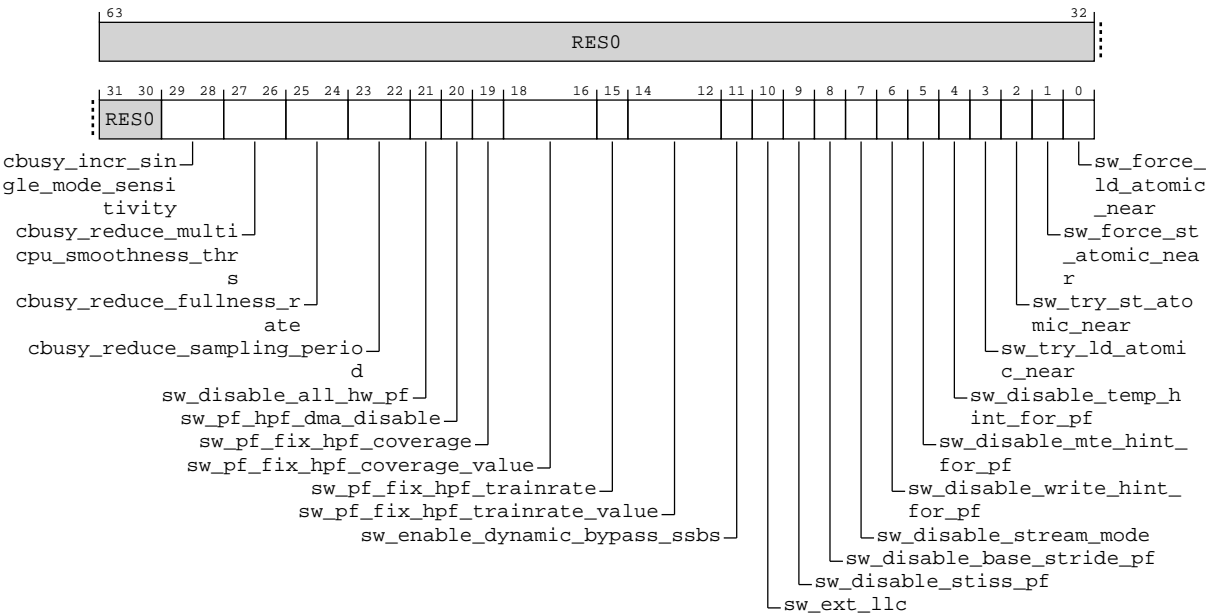 63 32
RES0
31 30 29 28 27 26 25 24 23 22 21 20 19 18 16 15 14 12 11 10 9 8 7 6 5 4 3 2 1 0
RES0
cbusy_incr_sin
gle_mode_sensi
tivity
cbusy_reduce_multi
cpu_smoothness_thr
s
cbusy_reduce_fullness_r
ate
cbusy_reduce_sampling_perio
d
sw_disable_all_hw_pf
sw_pf_hpf_dma_disable
sw_pf_fix_hpf_coverage
sw_pf_fix_hpf_coverage_value
sw_pf_fix_hpf_trainrate
sw_pf_fix_hpf_trainrate_value
sw_enable_dynamic_bypass_ssbs
sw_force_
ld_atomic
_near
sw_force_st
_atomic_nea
r
sw_try_st_ato
mic_near
sw_try_ld_atomi
c_near
sw_disable_temp_h
int_for_pf
sw_disable_mte_hint_
for_pf
sw_disable_write_hint_
for_pf
sw_disable_stream_mode
sw_disable_base_stride_pf
sw_disable_stiss_pf
sw_ext_llc